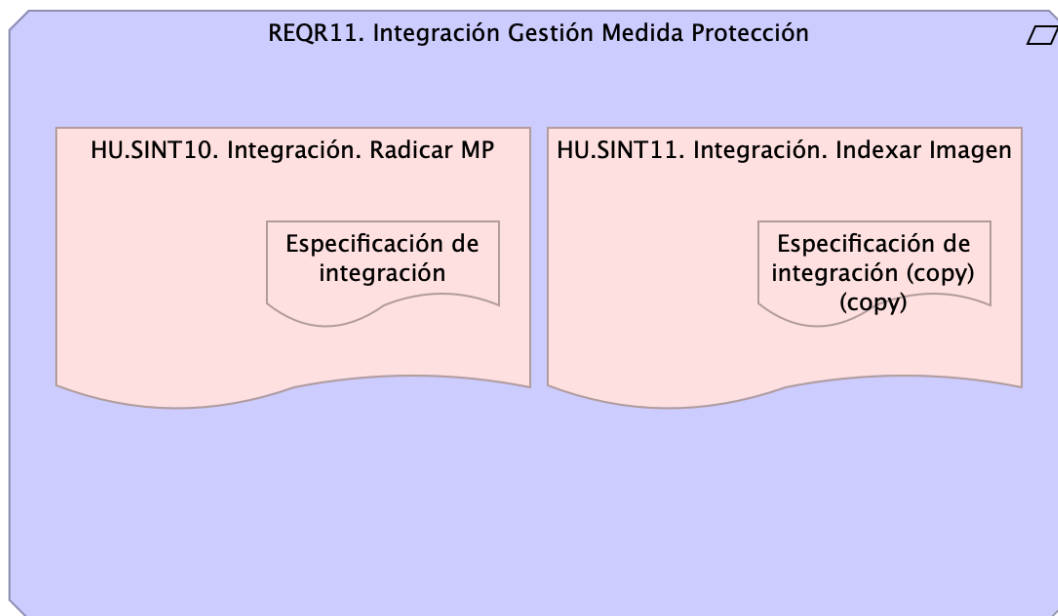 REQR11. Integración Gestión Medida Protección
HU.SINT10. Integración. Radicar MP
Especificación de
integración
HU.SINT11. Integración. Indexar Imagen
Especificación de
integración (copy)
(copy)